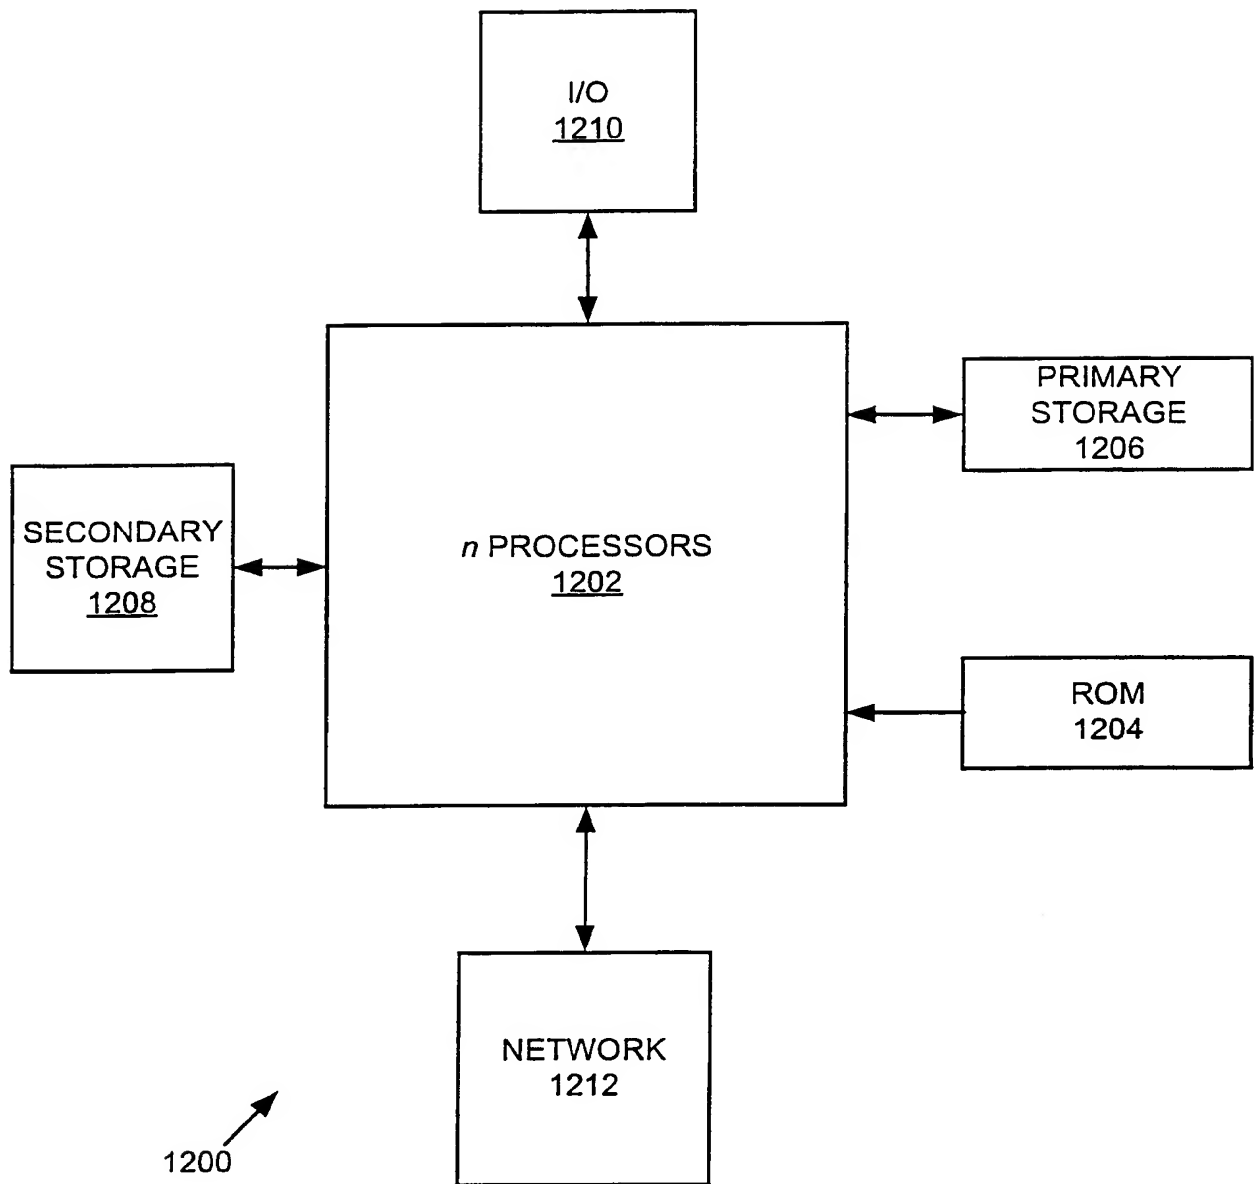 I/O
1210
PRIMARY
STORAGE
1206
SECONDARY
STORAGE
1208
n PROCESSORS
1202
ROM
1204
NETWORK
1212
1200